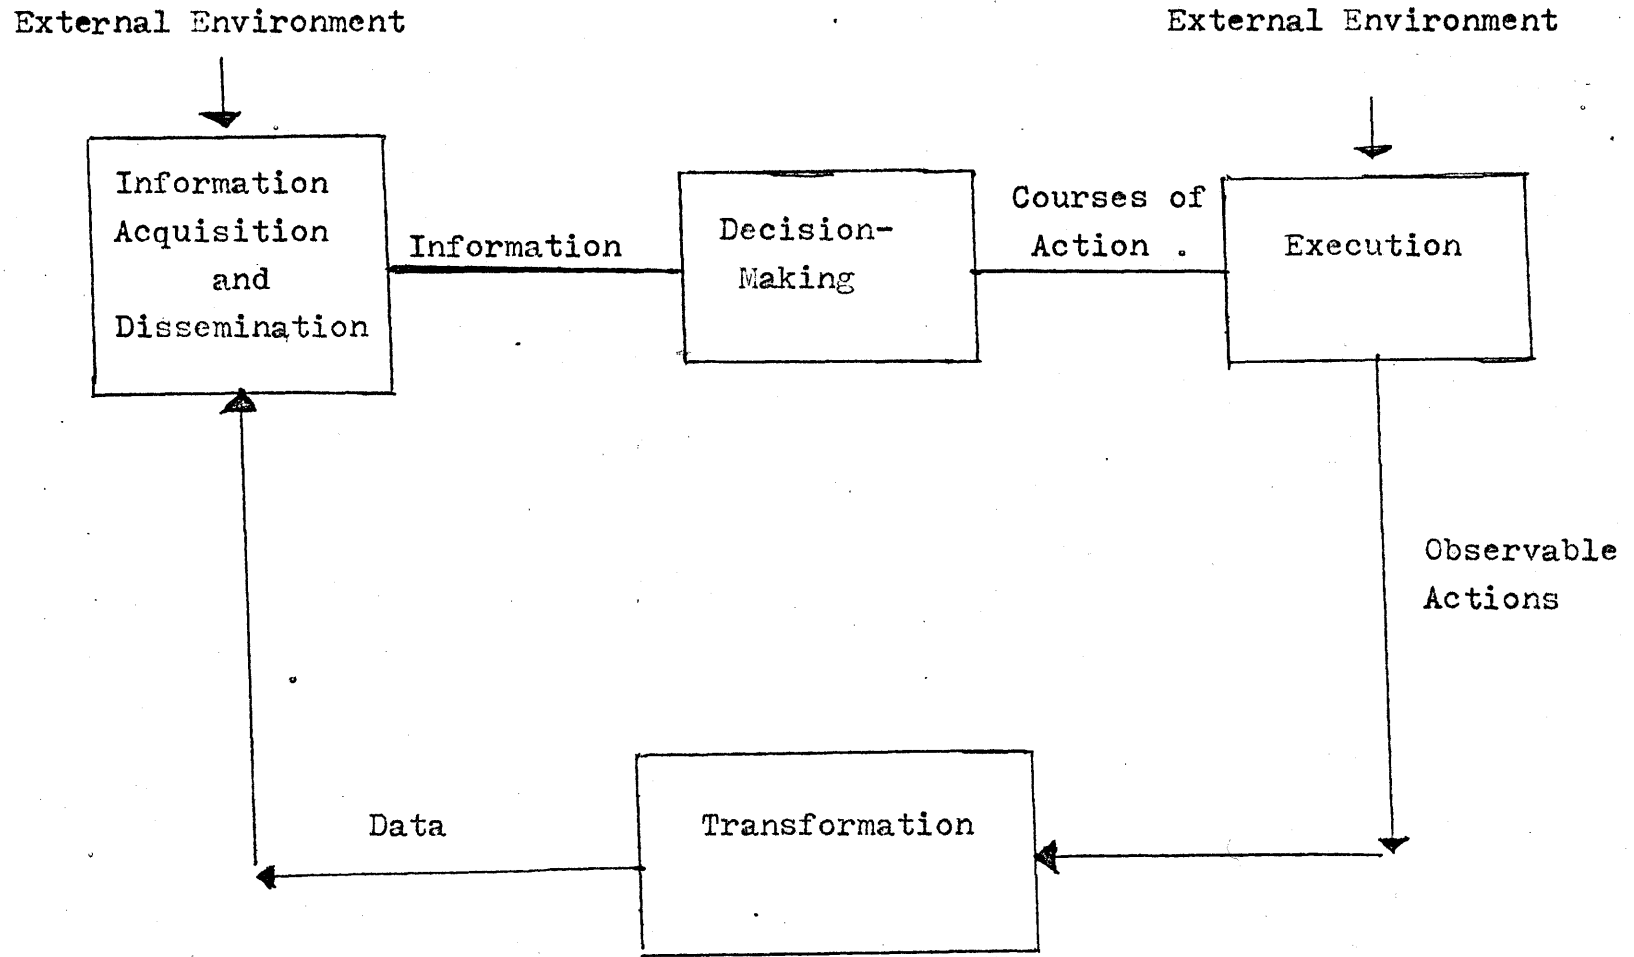 External Environment
External Environment
Information
Acquisition
and
Dissemination
Information
Decision-
Making
Courses of
Action .
Execution
Observable
Actions
Data
Transformation